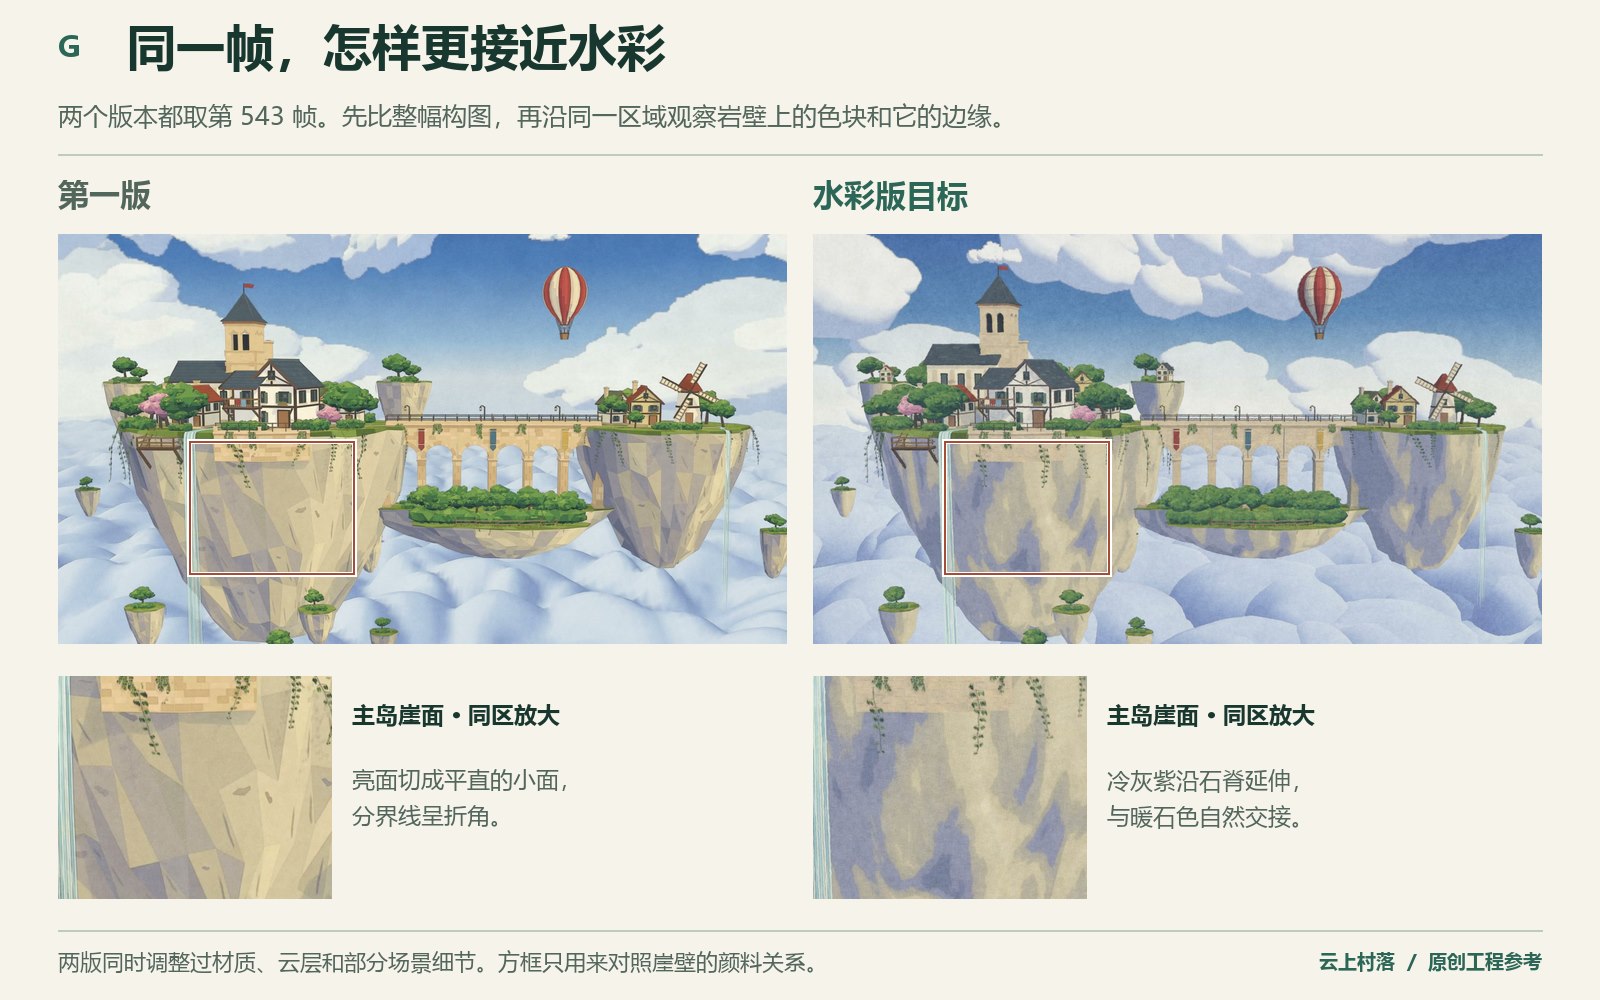 G 同一帧，怎样更接近水彩
两个版本都取第 543 帧。先比整幅构图，再沿同一区域观察岩壁上的色块和它的边缘。
第一版
水彩版目标
主岛崖面・同区放大
亮面切成平直的小面，
分界线呈折角。
主岛崖面・同区放大
冷灰紫沿石脊延伸，
与暖石色自然交接。
两版同时调整过材质、云层和部分场景细节。方框只用来对照崖壁的颜料关系。
云上村落 / 原创工程参考